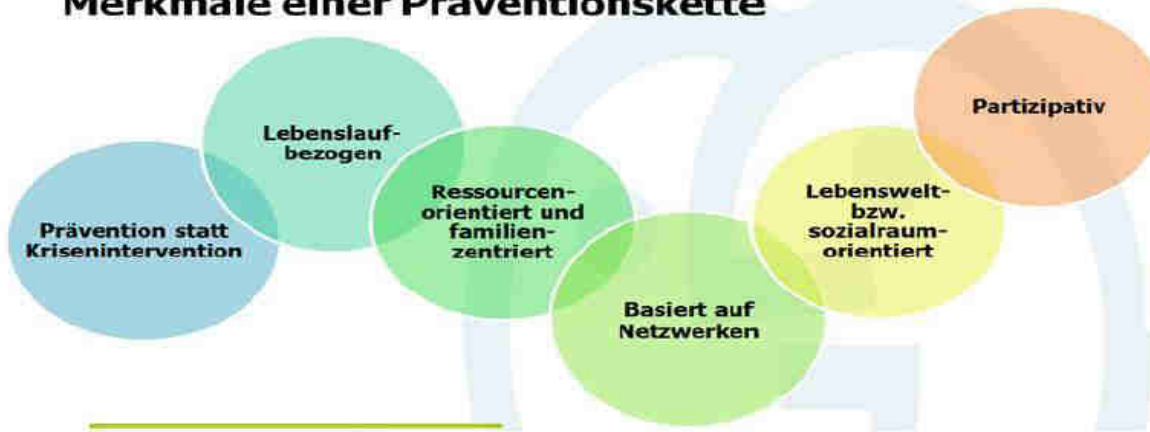 Merkmale einer Präventionskette
Prävention statt
Krisenintervention
Lebenslauf-
bezogen
Ressourcen-
orientiert und
familien-
zentriert
Basiert auf
Netzwerken
Lebenswelt-
bzw.
sozialraum-
orientiert
Partizipativ